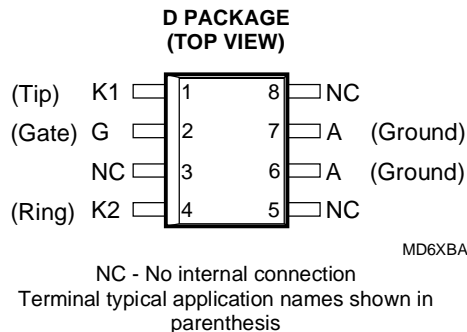 D PACKAGE
(TOP VIEW)
(Tip) K1 1 8 NC
(Gate) G 2 7 A (Ground)
NC 3 6 A (Ground)
(Ring) K2 4 5 NC
MD6XBA
NC - No internal connection
Terminal typical application names shown in
parenthesis